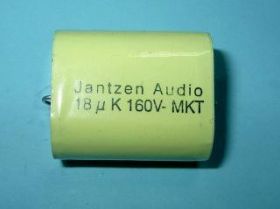 Jantzen Audio
18 µ K 160V- MKT